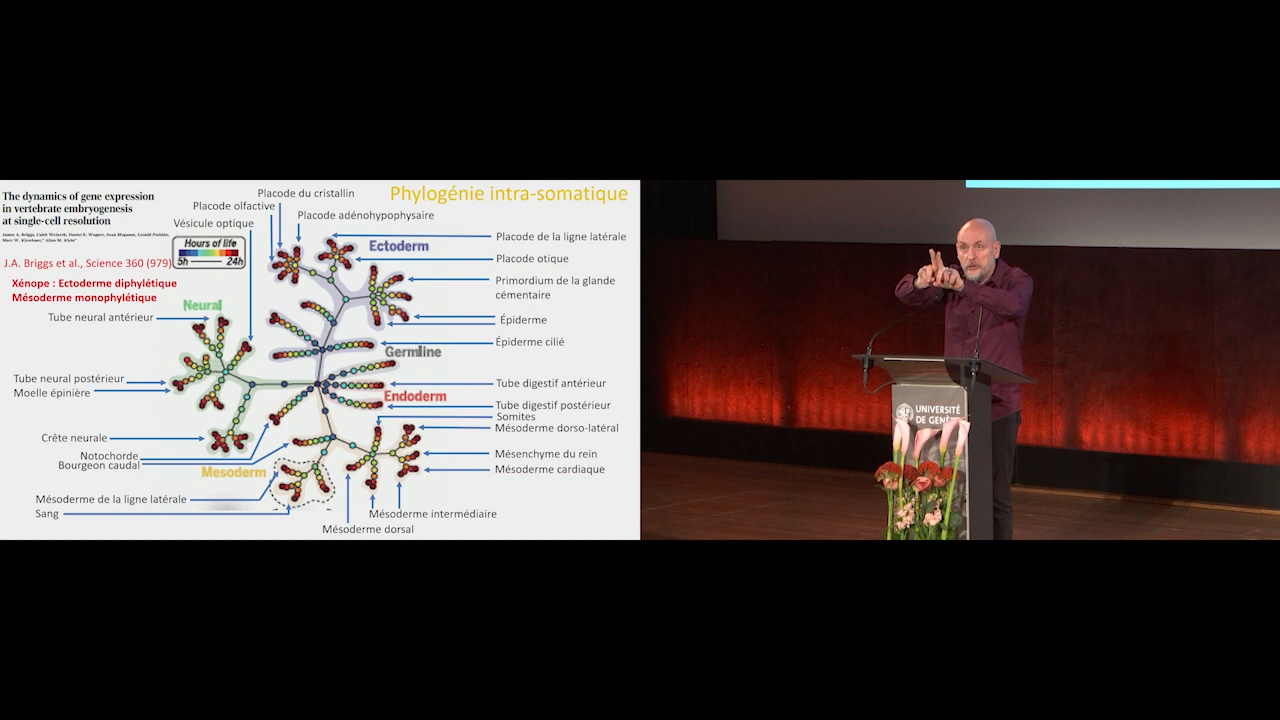 The dynamics of gene expression
in vertebrate embryogenesis
at single-cell resolution
James A. Briggs, Caleb Weinreb, Daniel E. Wagner, Sean Megason, Leonid Peshkin,
Marc W. Kirschner,* Allon M. Klein*
Phylogénie intra-somatique
Placode du cristallin
Placode olfactive
Placode adénohypophysaire
Vésicule optique
Hours of life
5h 24h
J.A. Briggs et al., Science 360 (979)
Xénope : Ectoderme diphylétique
Mésoderme monophylétique
Ectoderm
Placode de la ligne latérale
Placode otique
Primordium de la glande
cémentaire
Épiderme
Épiderme cilié
Neural
Tube neural antérieur
Germline
Tube neural postérieur
Moelle épinière
Tube digestif antérieur
Endoderm
Tube digestif postérieur
Somites
Mésoderme dorso-latéral
Crête neurale
Notochorde
Bourgeon caudal
Mesoderm
Mésenchyme du rein
Mésoderme cardiaque
Mésoderme de la ligne latérale
Sang
Mésoderme intermédiaire
Mésoderme dorsal
UNIVERSITÉ
DE GENÈ